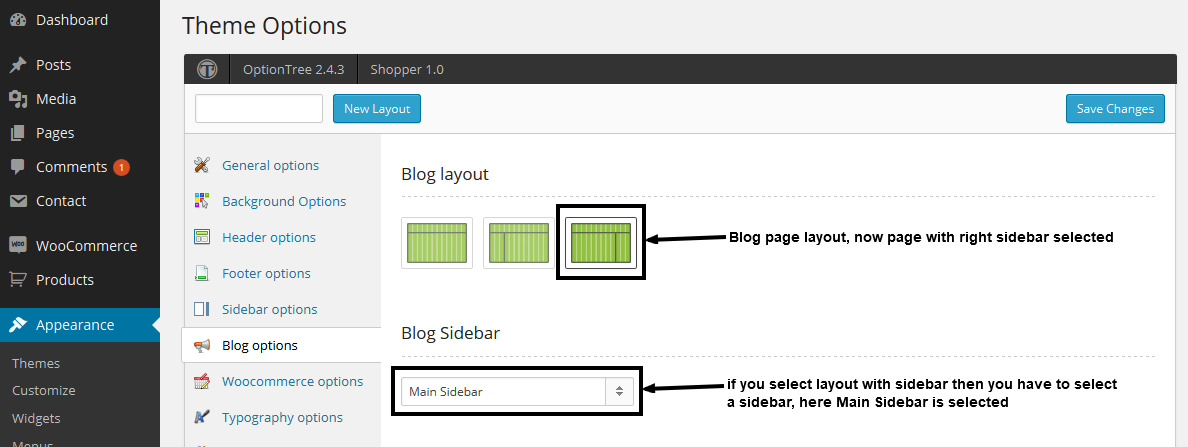 Dashboard
Posts
Media
Pages
Comments 1
Contact
WooCommerce
Products
Appearance
Themes
Customize
Widgets
Menus
Theme Options
OptionTree 2.4.3 Shopper 1.0
New Layout Save Changes
General options
Background Options
Header options
Footer options
Sidebar options
Blog options
Woocommerce options
Typography options
Blog layout
Blog page layout, now page with right sidebar selected
Blog Sidebar
Main Sidebar
if you select layout with sidebar then you have to select
a sidebar, here Main Sidebar is selected